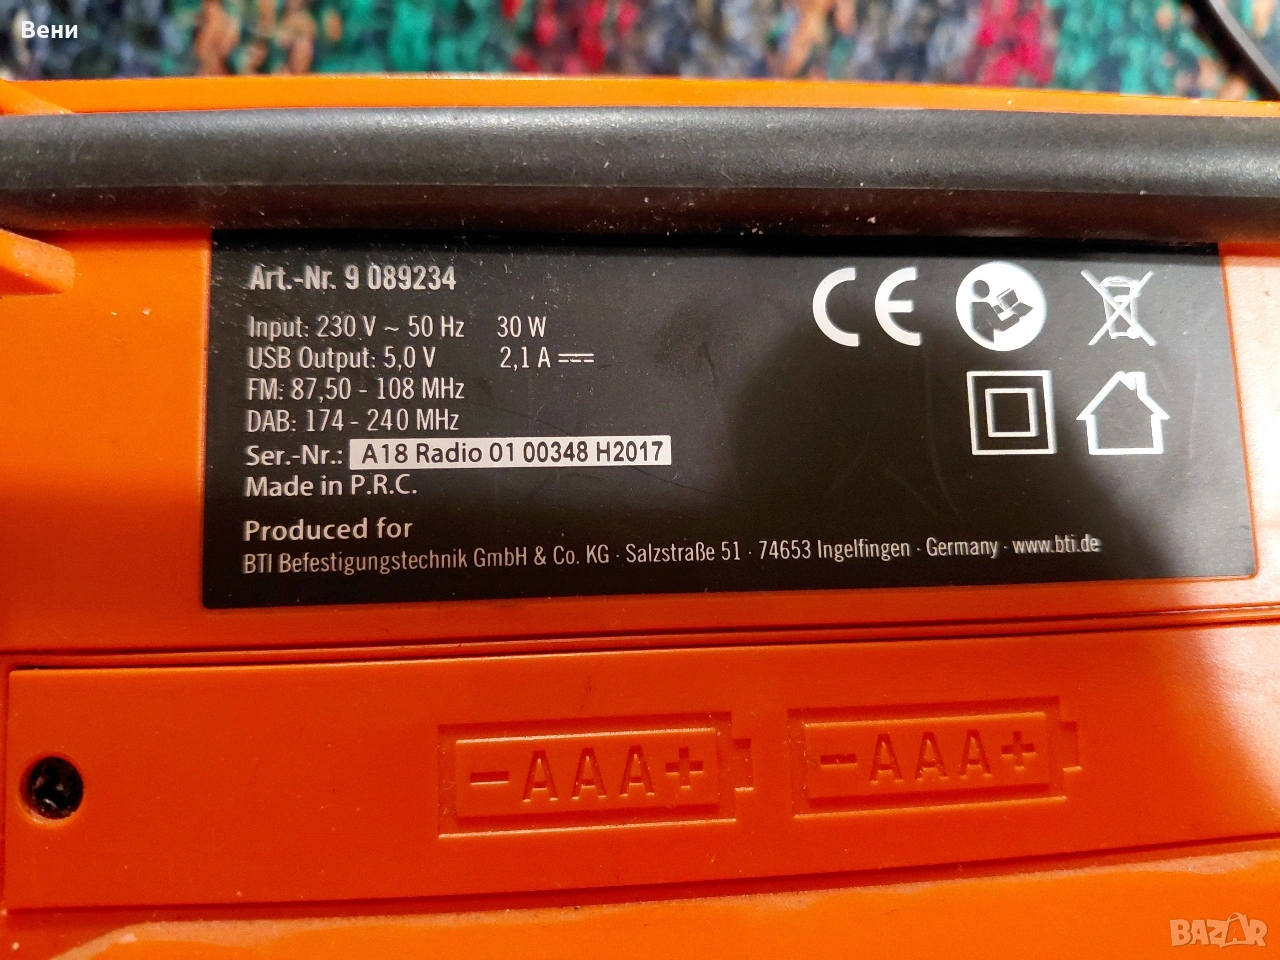 Вени
Art.-Nr. 9 089234
Input: 230 V ~ 50 Hz 30 W
USB Output: 5,0 V 2,1 A
FM: 87,50 - 108 MHz
DAB: 174 - 240 MHz
Ser.-Nr.: A18 Radio 01 00348 H2017
Made in P.R.C.
Produced for
BTI Befestigungstechnik GmbH & Co. KG · Salzstraße 51 · 74653 Ingelfingen · Germany · www.bti.de
CE
- AAA + - AAA +
BAZAR